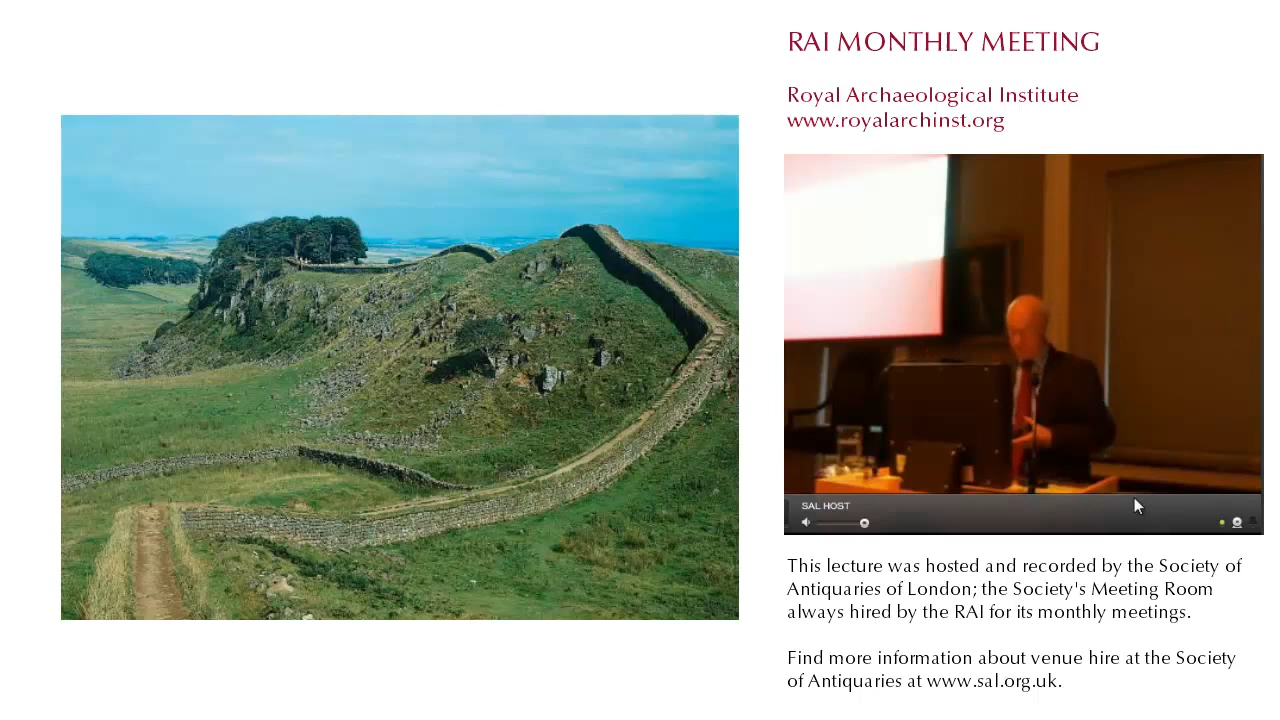 RAI MONTHLY MEETING
Royal Archaeological Institute
www.royalarchinst.org
SAL HOST
This lecture was hosted and recorded by the Society of
Antiquaries of London; the Society's Meeting Room
always hired by the RAI for its monthly meetings.
Find more information about venue hire at the Society
of Antiquaries at www.sal.org.uk.